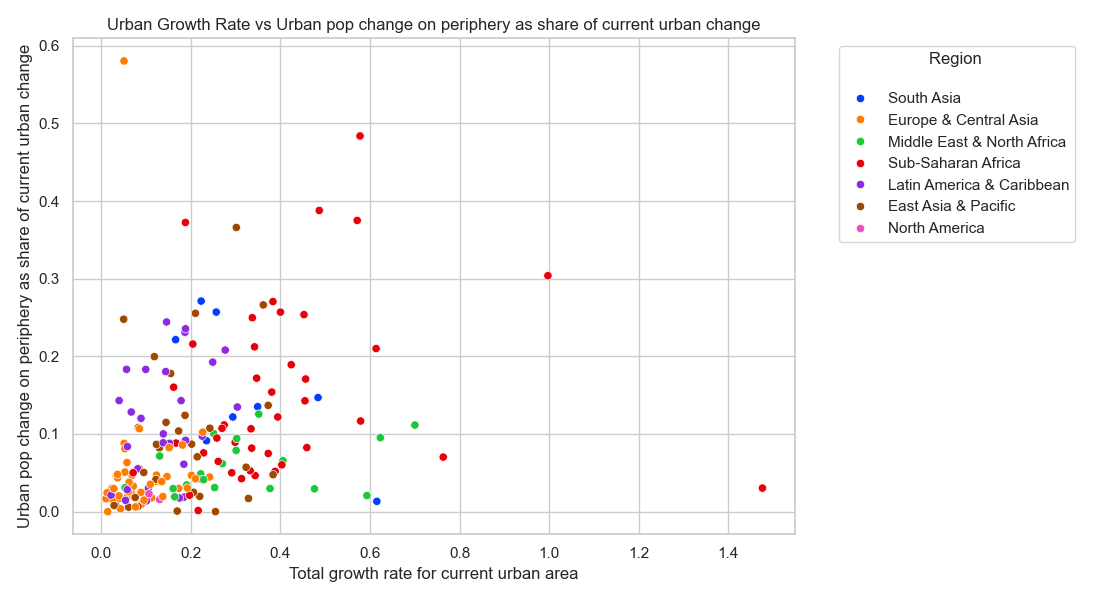 Urban Growth Rate vs Urban pop change on periphery as share of current urban change
Urban pop change on periphery as share of current urban change
0.6
0.5
0.4
0.3
0.2
0.1
0.0
0.0 0.2 0.4 0.6 0.8 1.0 1.2 1.4
Total growth rate for current urban area
Region
South Asia
Europe & Central Asia
Middle East & North Africa
Sub-Saharan Africa
Latin America & Caribbean
East Asia & Pacific
North America